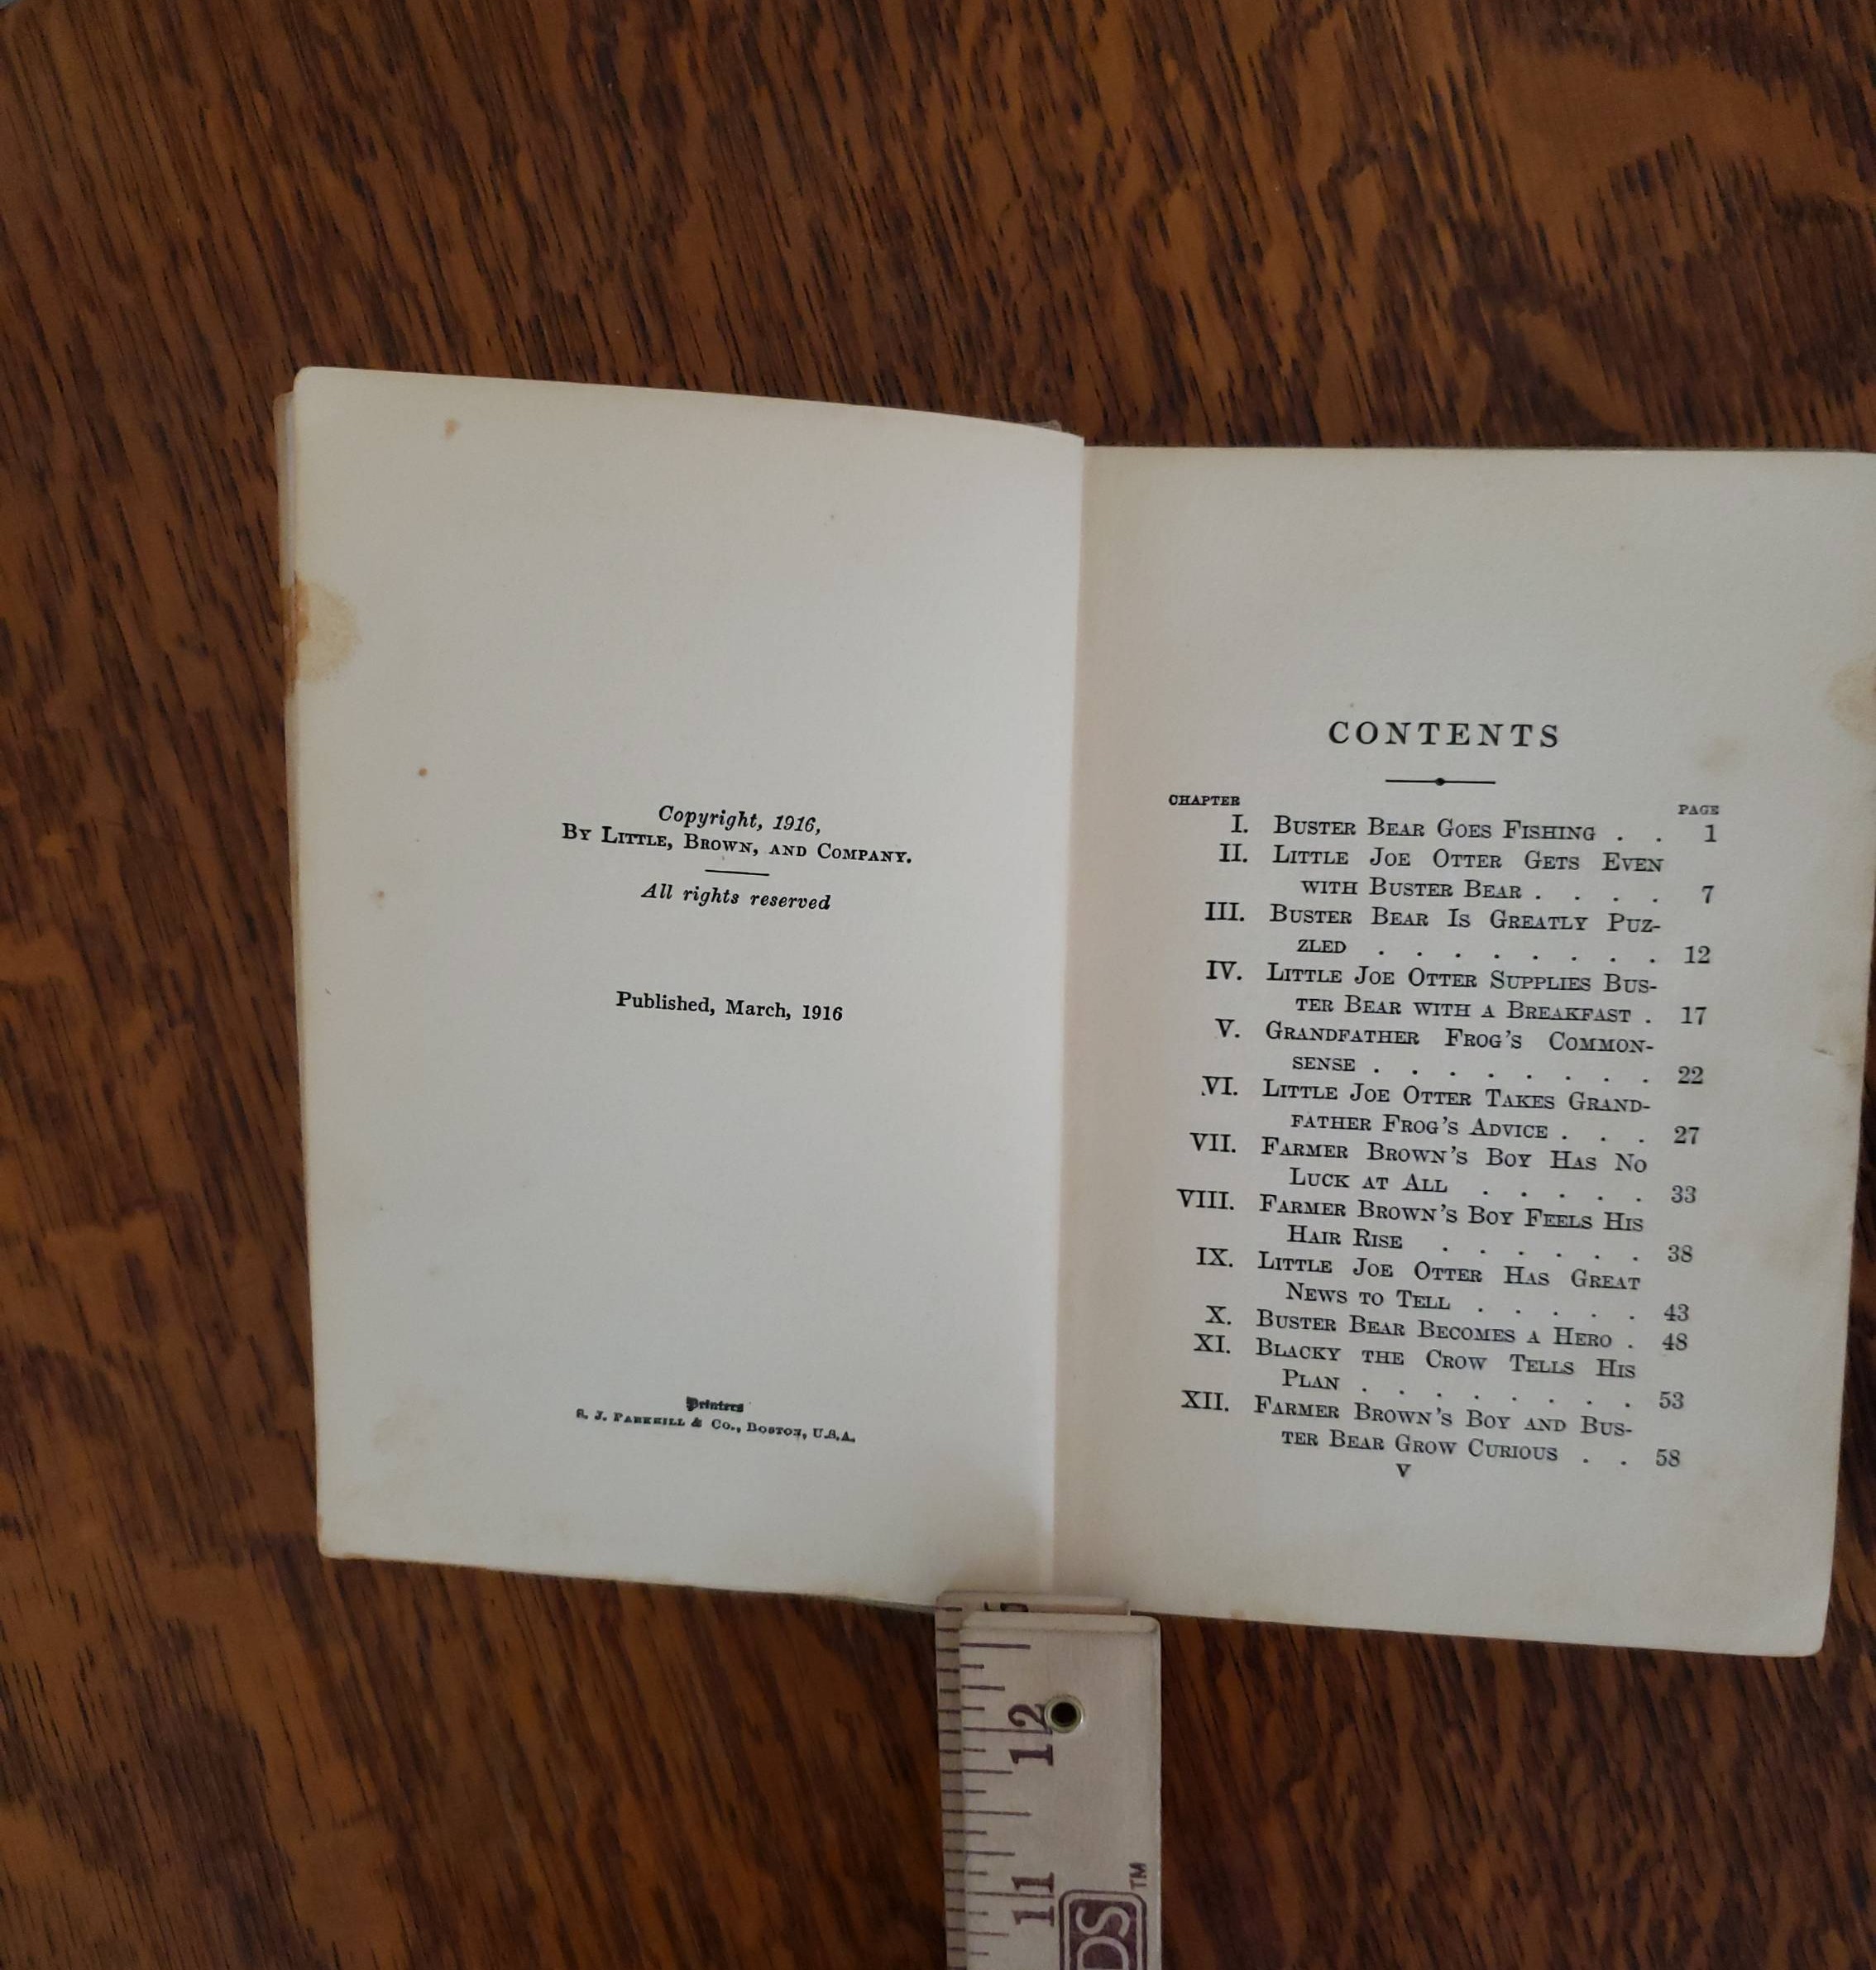 Copyright, 1916,
BY LITTLE, BROWN, AND COMPANY.
All rights reserved
Published, March, 1916
Printers
S. J. PARKHILL & CO., BOSTON, U.S.A.
CONTENTS
CHAPTER PAGE
I. BUSTER BEAR GOES FISHING . . 1
II. LITTLE JOE OTTER GETS EVEN
WITH BUSTER BEAR . . . . 7
III. BUSTER BEAR IS GREATLY PUZ-
ZLED . . . . . . . . 12
IV. LITTLE JOE OTTER SUPPLIES BUS-
TER BEAR WITH A BREAKFAST . 17
V. GRANDFATHER FROG'S COMMON-
SENSE . . . . . . . . 22
VI. LITTLE JOE OTTER TAKES GRAND-
FATHER FROG'S ADVICE . . . 27
VII. FARMER BROWN'S BOY HAS NO
LUCK AT ALL . . . . . 33
VIII. FARMER BROWN'S BOY FEELS HIS
HAIR RISE . . . . . . 38
IX. LITTLE JOE OTTER HAS GREAT
NEWS TO TELL . . . . . 43
X. BUSTER BEAR BECOMES A HERO . 48
XI. BLACKY THE CROW TELLS HIS
PLAN . . . . . . . . 53
XII. FARMER BROWN'S BOY AND BUS-
TER BEAR GROW CURIOUS . . 58
V
12
11
DS™